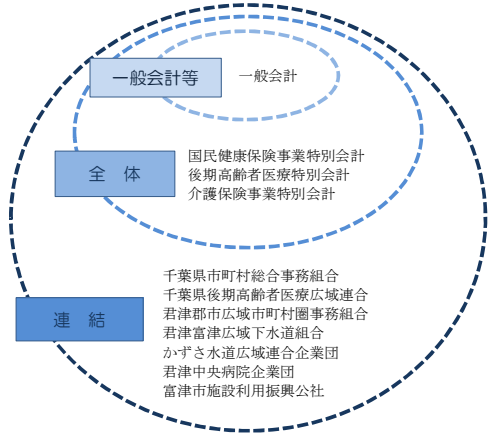 一般会計等
一般会計
全　体
国民健康保険事業特別会計
後期高齢者医療特別会計
介護保険事業特別会計
連　結
千葉県市町村総合事務組合
千葉県後期高齢者医療広域連合
君津郡市広域市町村圏事務組合
君津富津広域下水道組合
かずさ水道広域連合企業団
君津中央病院企業団
富津市施設利用振興公社